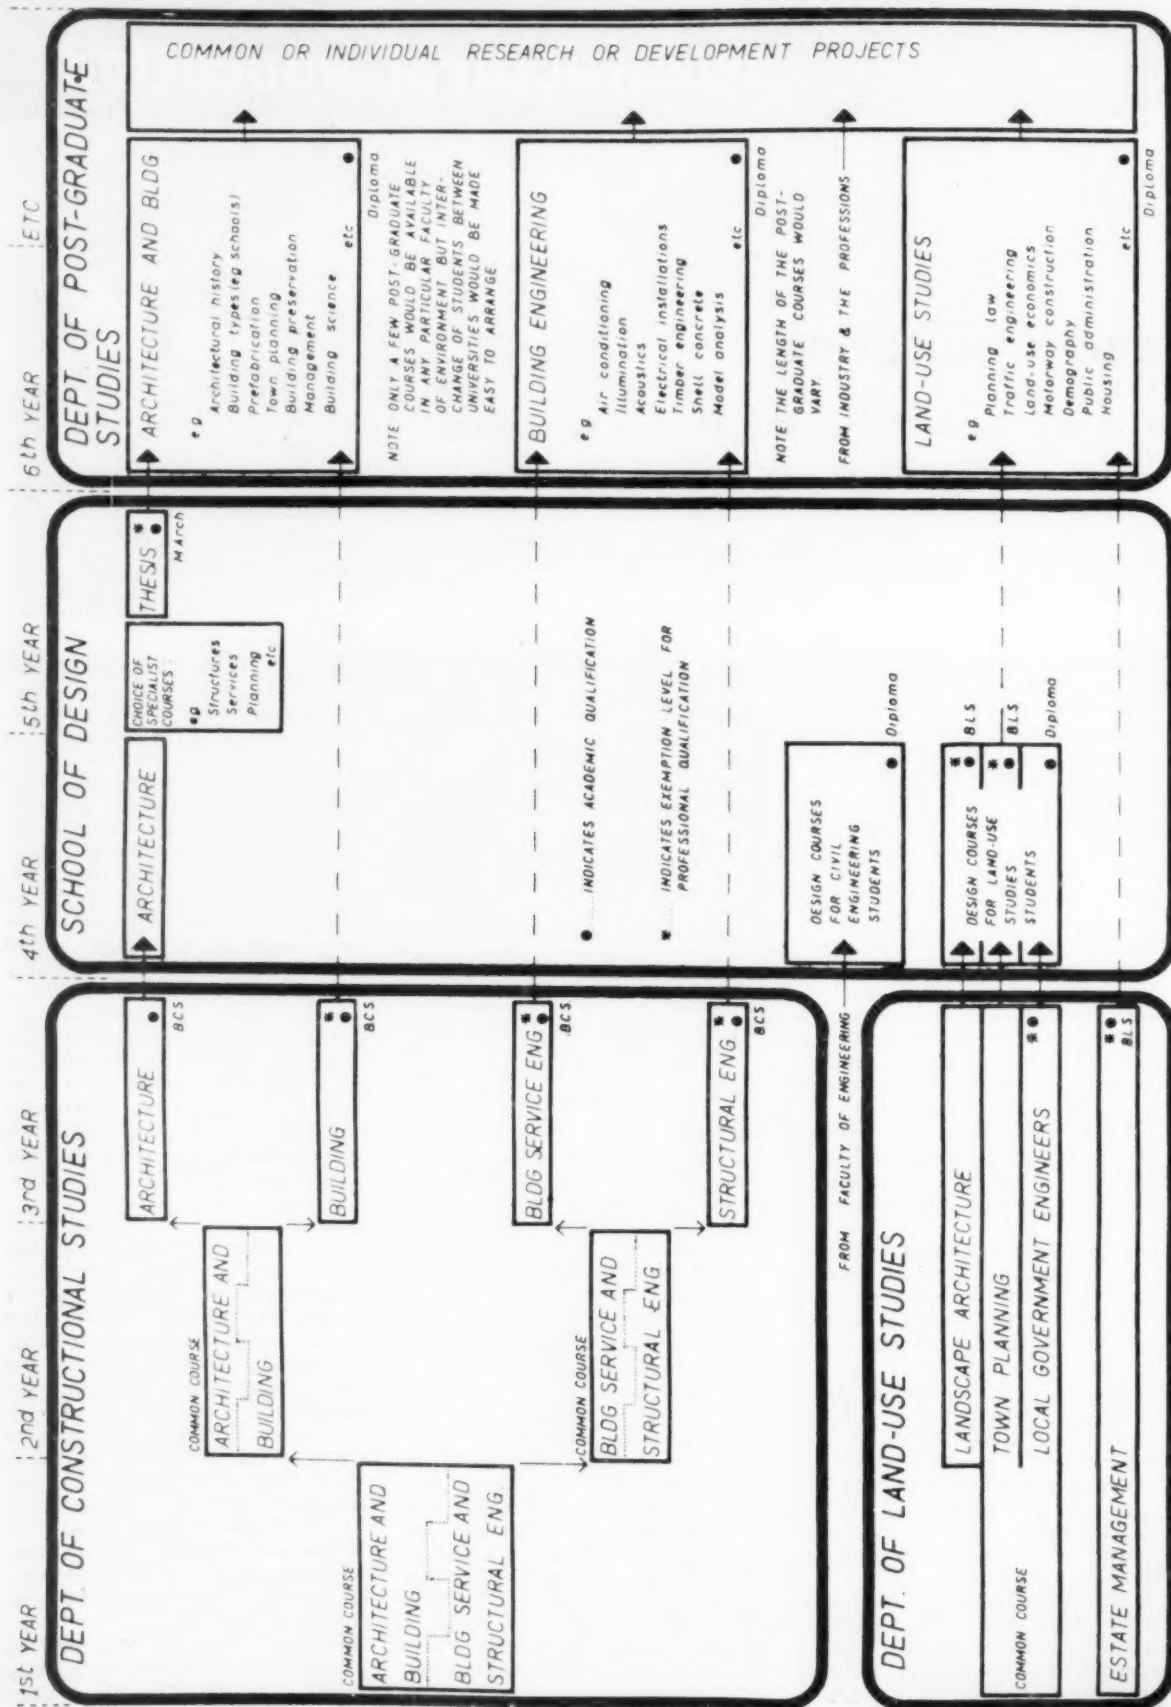 1st YEAR
2nd YEAR
3rd YEAR
4th YEAR
5th YEAR
6th YEAR
ETC
DEPT. OF CONSTRUCTIONAL STUDIES
COMMON COURSE
ARCHITECTURE AND
BUILDING
BLDG SERVICE AND
STRUCTURAL ENG
COMMON COURSE
ARCHITECTURE AND
BUILDING
COMMON COURSE
BLDG SERVICE AND
STRUCTURAL ENG
ARCHITECTURE
BCS
BUILDING
BCS
BLDG SERVICE ENG
BCS
STRUCTURAL ENG
BCS
FROM FACULTY OF ENGINEERING
DEPT. OF LAND-USE STUDIES
COMMON COURSE
LANDSCAPE ARCHITECTURE
TOWN PLANNING
LOCAL GOVERNMENT ENGINEERS
ESTATE MANAGEMENT
BLS
SCHOOL OF DESIGN
ARCHITECTURE
CHOICE OF
SPECIALIST
COURSES
eg
Structures
Services
Planning
etc
THESIS
M Arch
INDICATES ACADEMIC QUALIFICATION
INDICATES EXEMPTION LEVEL FOR
PROFESSIONAL QUALIFICATION
DESIGN COURSES
FOR CIVIL
ENGINEERING
STUDENTS
Diploma
DESIGN COURSES
FOR LAND-USE
STUDIES
STUDENTS
BLS
BLS
Diploma
DEPT. OF POST-GRADUATE
STUDIES
ARCHITECTURE AND BLDG
eg
Architectural history
Building types (eg schools)
Prefabrication
Town planning
Building preservation
Management
Building science
etc
Diploma
NOTE ONLY A FEW POST-GRADUATE
COURSES WOULD BE AVAILABLE
IN ANY PARTICULAR FACULTY
OF ENVIRONMENT BUT INTER-
CHANGE OF STUDENTS BETWEEN
UNIVERSITIES WOULD BE MADE
EASY TO ARRANGE
BUILDING ENGINEERING
eg
Air conditioning
Illumination
Acoustics
Electrical installations
Timber engineering
Shell concrete
Model analysis
etc
Diploma
NOTE THE LENGTH OF THE POST-
GRADUATE COURSES WOULD
VARY
FROM INDUSTRY & THE PROFESSIONS
LAND-USE STUDIES
eg
Planning law
Traffic engineering
Land-use economics
Motorway construction
Demography
Public administration
Housing
etc
Diploma
COMMON OR INDIVIDUAL RESEARCH OR DEVELOPMENT PROJECTS